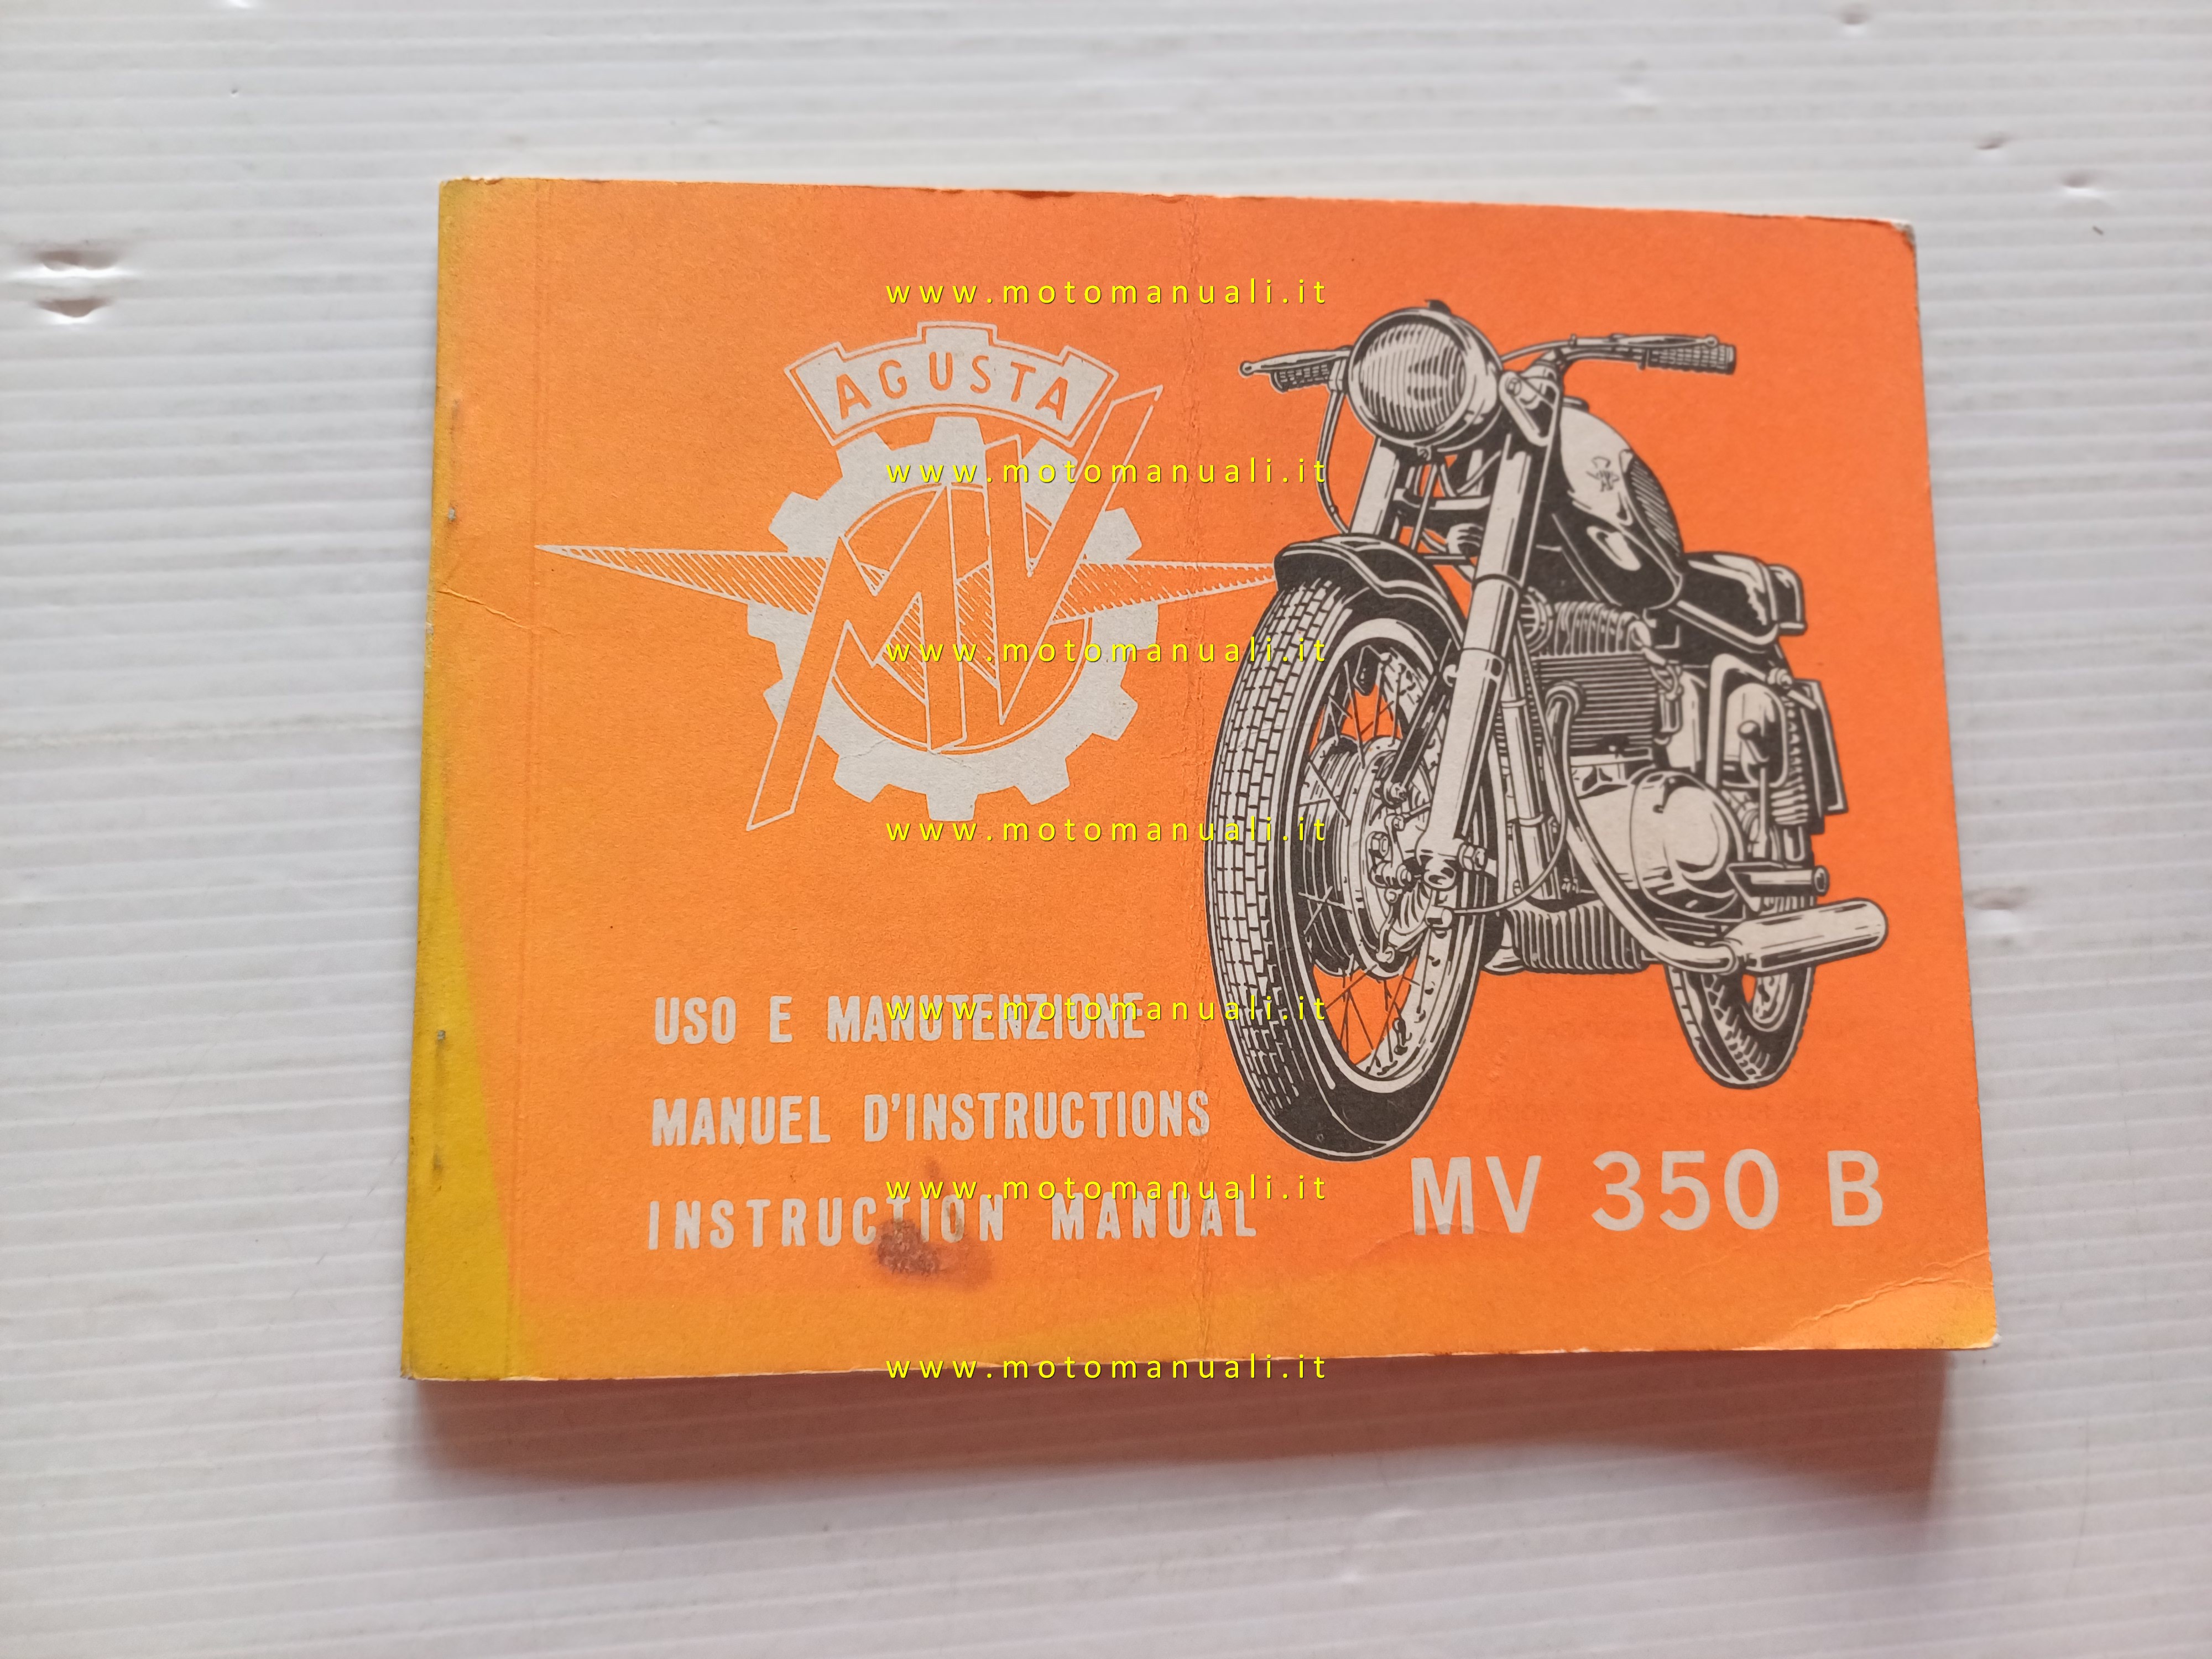 www.motomanuali.it
AGUSTA
www.motomanuali.it
MV
www.motomanuali.it
www.motomanuali.it
USO E MANUTENZIONE
www.motomanuali.it
MANUEL D'INSTRUCTIONS
www.motomanuali.it
INSTRUCTION MANUAL
MV 350 B
www.motomanuali.it